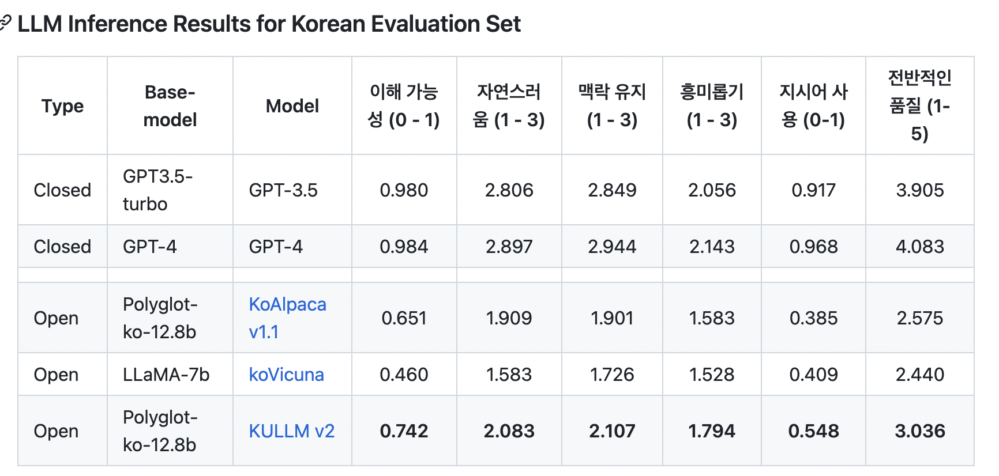 LLM Inference Results for Korean Evaluation Set
Type
Base-
model
Model
이해 가능
성 (0 - 1)
자연스러
움 (1 - 3)
맥락 유지
(1 - 3)
흥미롭기
(1 - 3)
지시어 사
용 (0-1)
전반적인
품질 (1-
5)
Closed
GPT3.5-
turbo
GPT-3.5
0.980
2.806
2.849
2.056
0.917
3.905
Closed
GPT-4
GPT-4
0.984
2.897
2.944
2.143
0.968
4.083
Open
Polyglot-
ko-12.8b
KoAlpaca
v1.1
0.651
1.909
1.901
1.583
0.385
2.575
Open
LLaMA-7b
koVicuna
0.460
1.583
1.726
1.528
0.409
2.440
Open
Polyglot-
ko-12.8b
KULLM v2
0.742
2.083
2.107
1.794
0.548
3.036